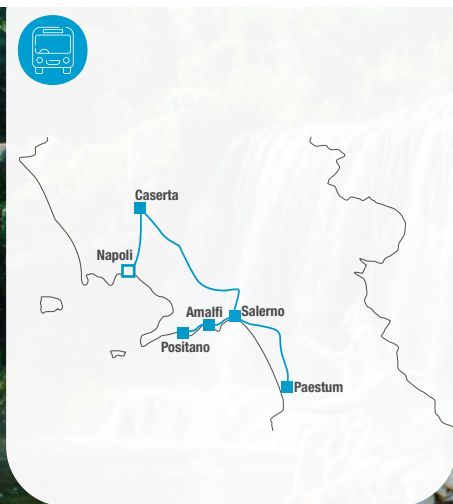 Caserta
Napoli
Amalfi
Salerno
Positano
Paestum